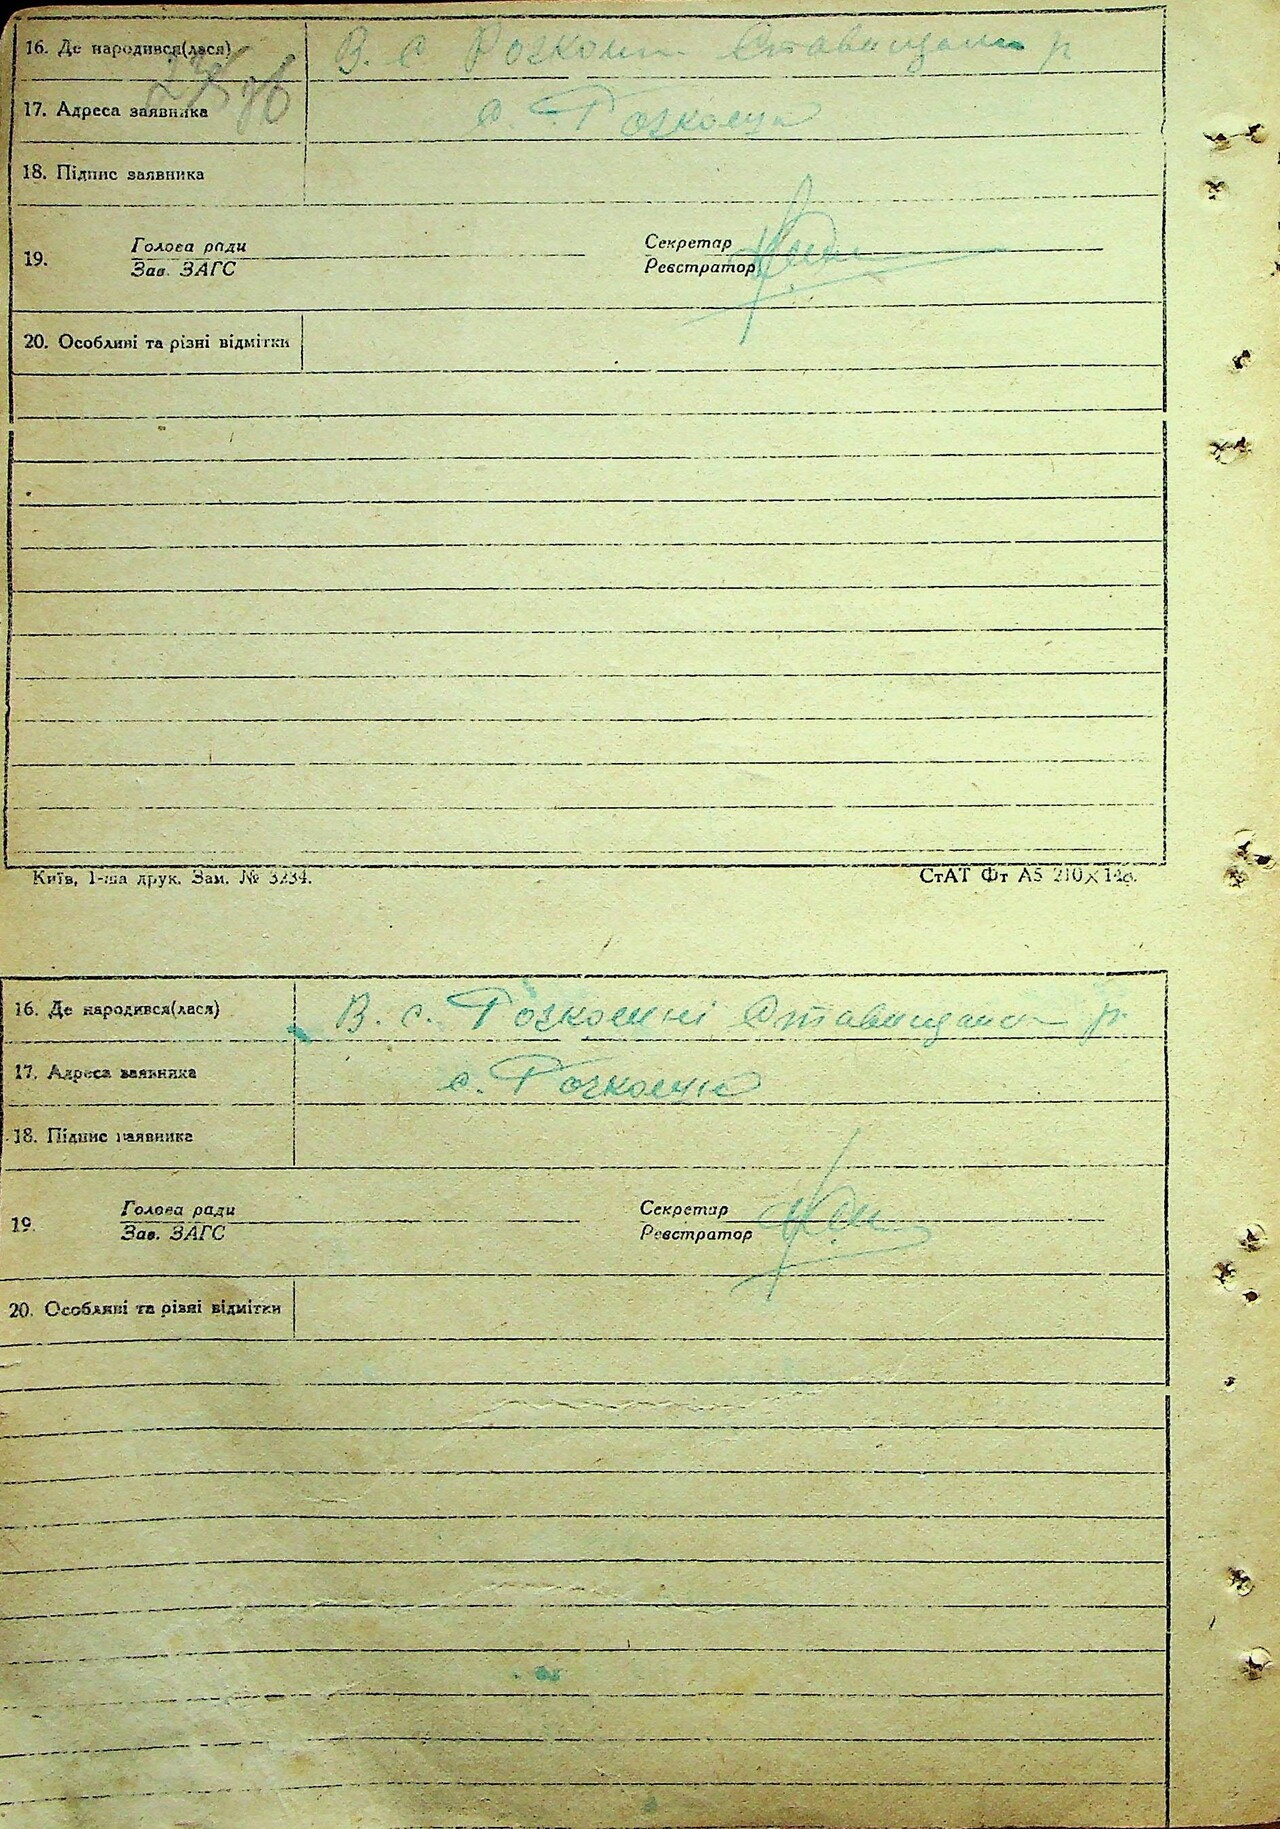 16. Де народився(лася) В. с Розкоши Ставищан р
17. Адреса заявника с. Розкошн
18. Підпис заявника
19. Голова ради Секретар
Зав. ЗАГС Реєстратор
20. Особливі та різні відмітки
Київ, 1-ша друк. Зам. № 3234. СтАТ Фт А5 210×148.
16. Де народився(лася) В. с. Розкошні Ставищанс р.
17. Адреса заявника с. Розкошн
18. Підпис заявника
19. Голова ради Секретар
Зав. ЗАГС Реєстратор
20. Особливі та різні відмітки